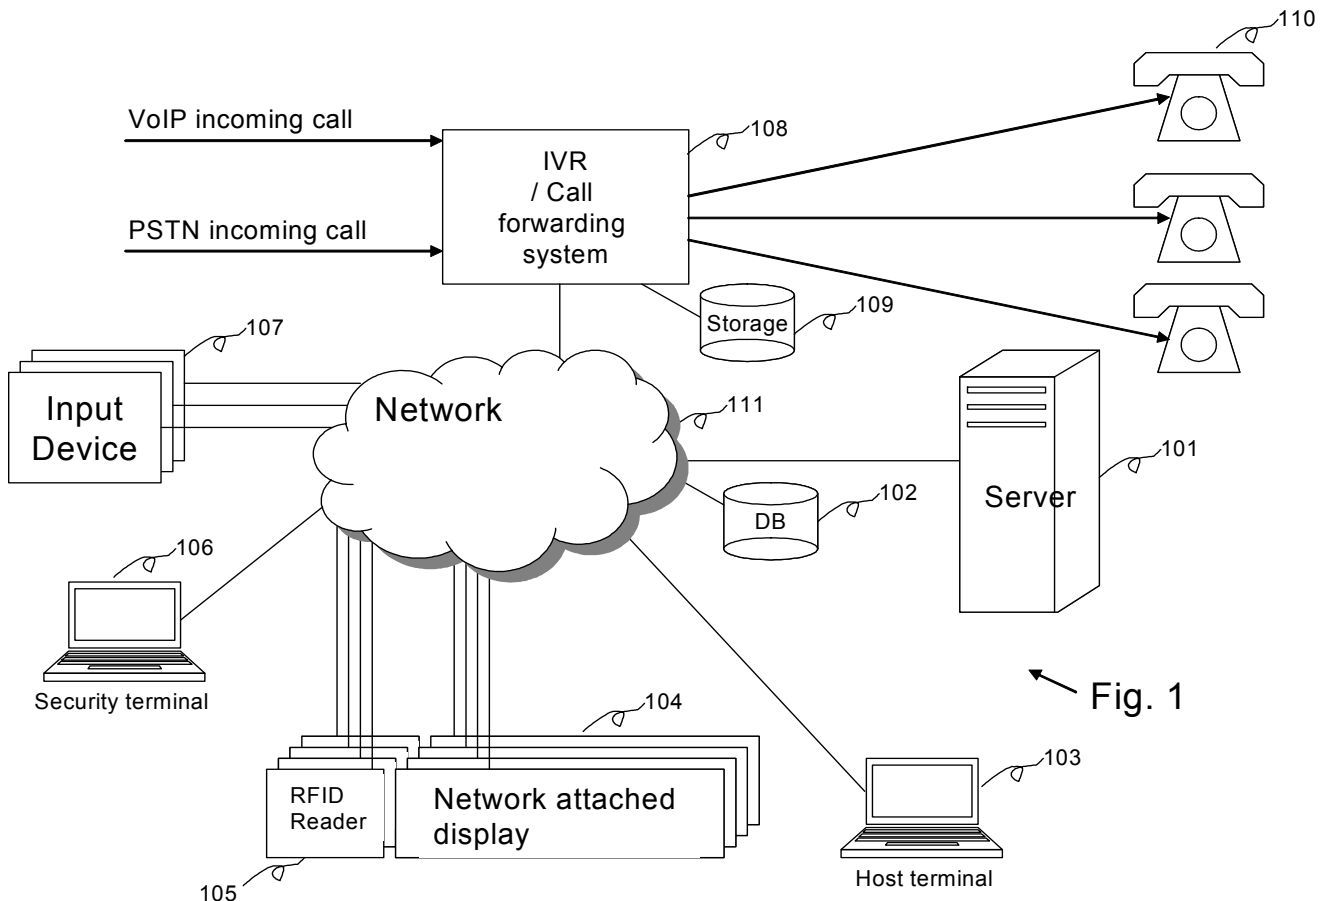 110
VoIP incoming call
108
IVR
/ Call
forwarding
system
PSTN incoming call
109
Storage
107
Input
Device
Network
111
101
Server
102
DB
106
Security terminal
Fig. 1
104
103
RFID
Reader
Network attached
display
105
Host terminal